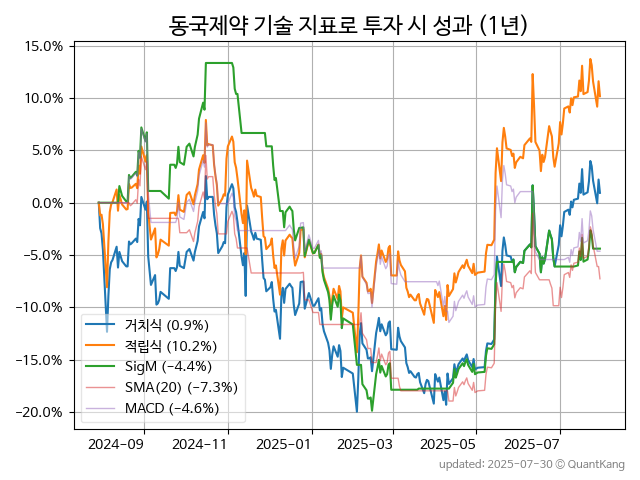 동국제약 기술 지표로 투자 시 성과 (1년)
15.0%
10.0%
5.0%
0.0%
−5.0%
−10.0%
−15.0%
−20.0%
거치식 (0.9%)
적립식 (10.2%)
SigM (−4.4%)
SMA(20) (−7.3%)
MACD (−4.6%)
2024−09
2024−11
2025−01
2025−03
2025−05
2025−07
updated: 2025-07-30 © QuantKang